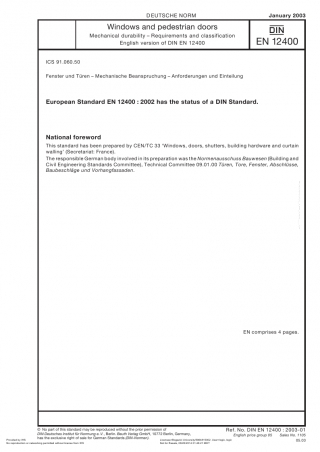 DEUTSCHE NORM
January 2003
Windows and pedestrian doors
Mechanical durability – Requirements and classification
English version of DIN EN 12400
DIN
EN 12400
ICS 91.060.50
Fenster und Türen – Mechanische Beanspruchung – Anforderungen und Einteilung
European Standard EN 12400 : 2002 has the status of a DIN Standard.
National foreword
This standard has been prepared by CEN/TC 33 'Windows, doors, shutters, building hardware and curtain
walling' (Secretariat: France).
The responsible German body involved in its preparation was the Normenausschuss Bauwesen (Building and
Civil Engineering Standards Committee), Technical Committee 09.01.00 Türen, Tore, Fenster, Abschlüsse,
Baubeschläge und Vorhangfassaden.
EN comprises 4 pages.
© No part of this standard may be reproduced without the prior permission of
DIN Deutsches Institut für Normung e. V., Berlin. Beuth Verlag GmbH, 10772 Berlin, Germany,
has the exclusive right of sale for German Standards (DIN-Normen).
Ref. No. DIN EN 12400 : 2003-01
English price group 05 Sales No. 1105
05.03